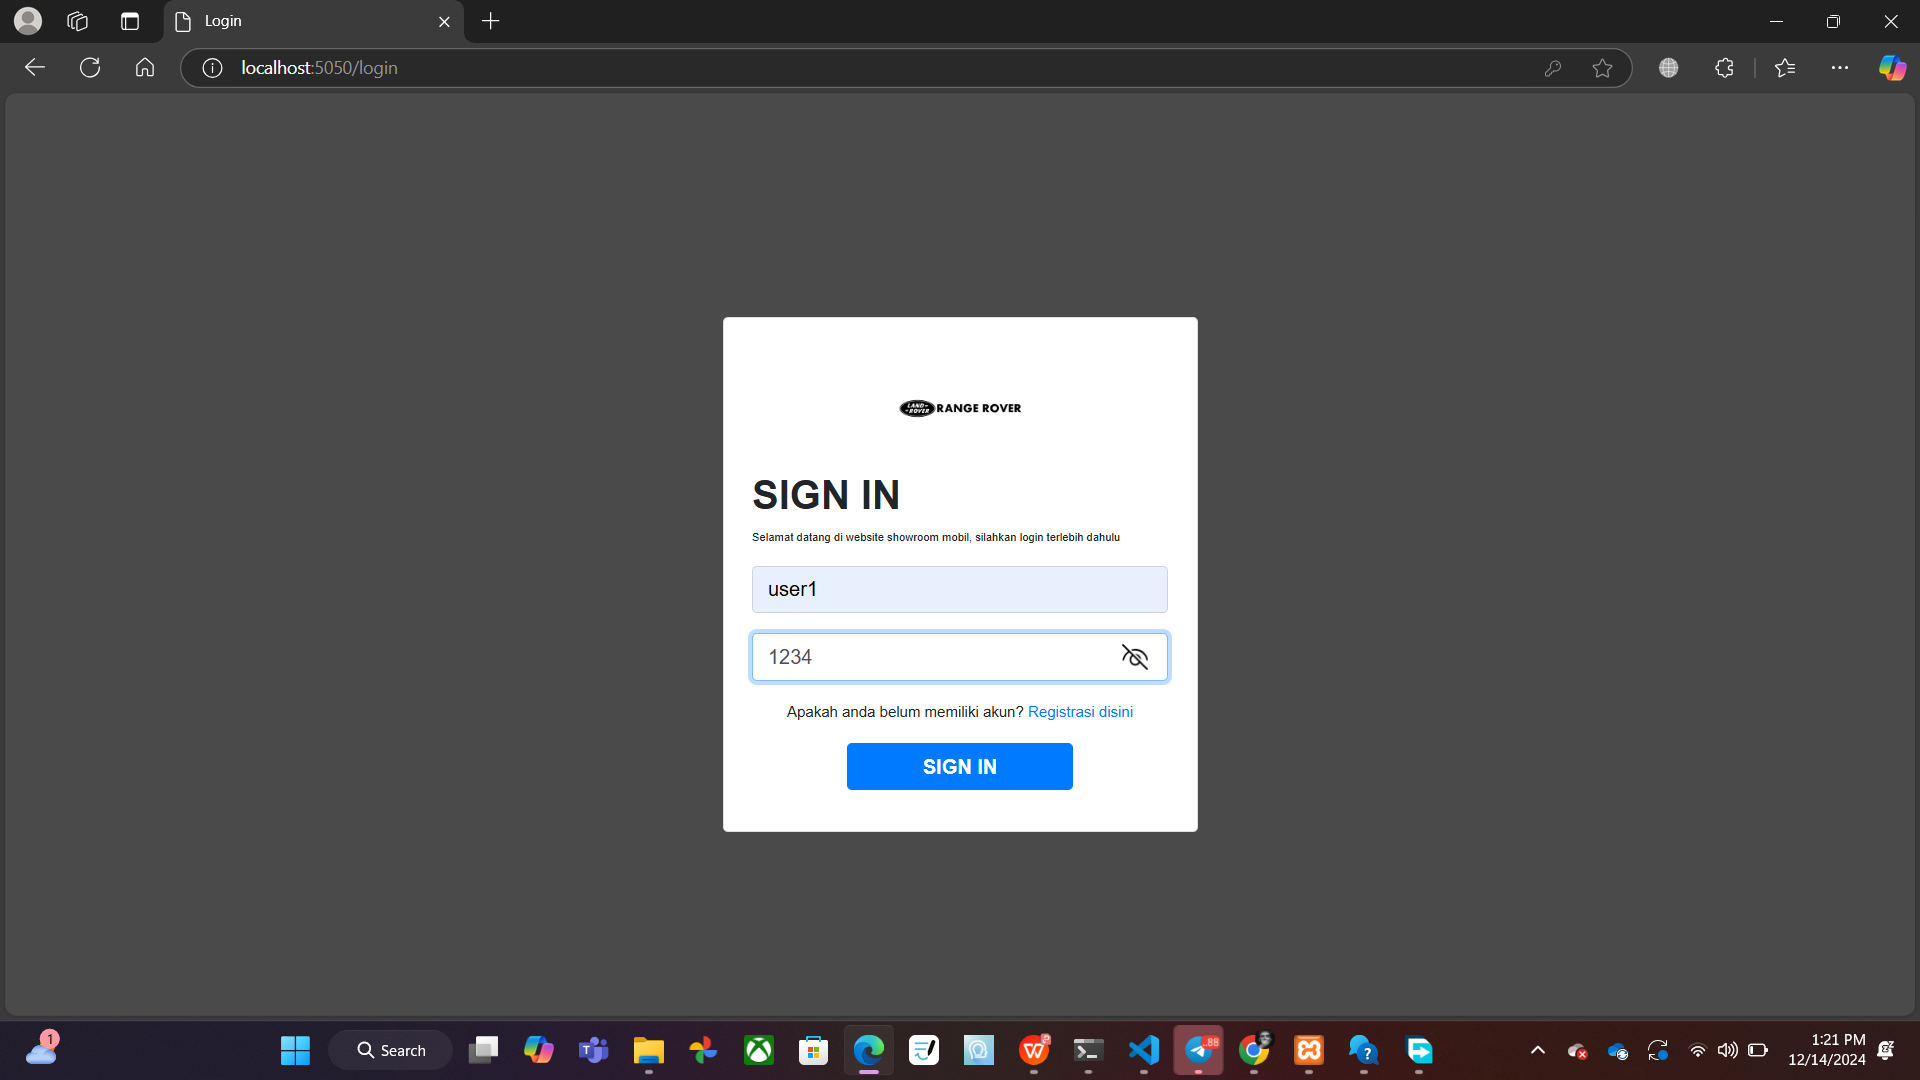 Login
localhost:5050/login
LAND-
-ROVER
RANGE ROVER
SIGN IN
Selamat datang di website showroom mobil, silahkan login terlebih dahulu
user1
1234
Apakah anda belum memiliki akun? Registrasi disini
SIGN IN
1
Search
.88
1:21 PM
12/14/2024